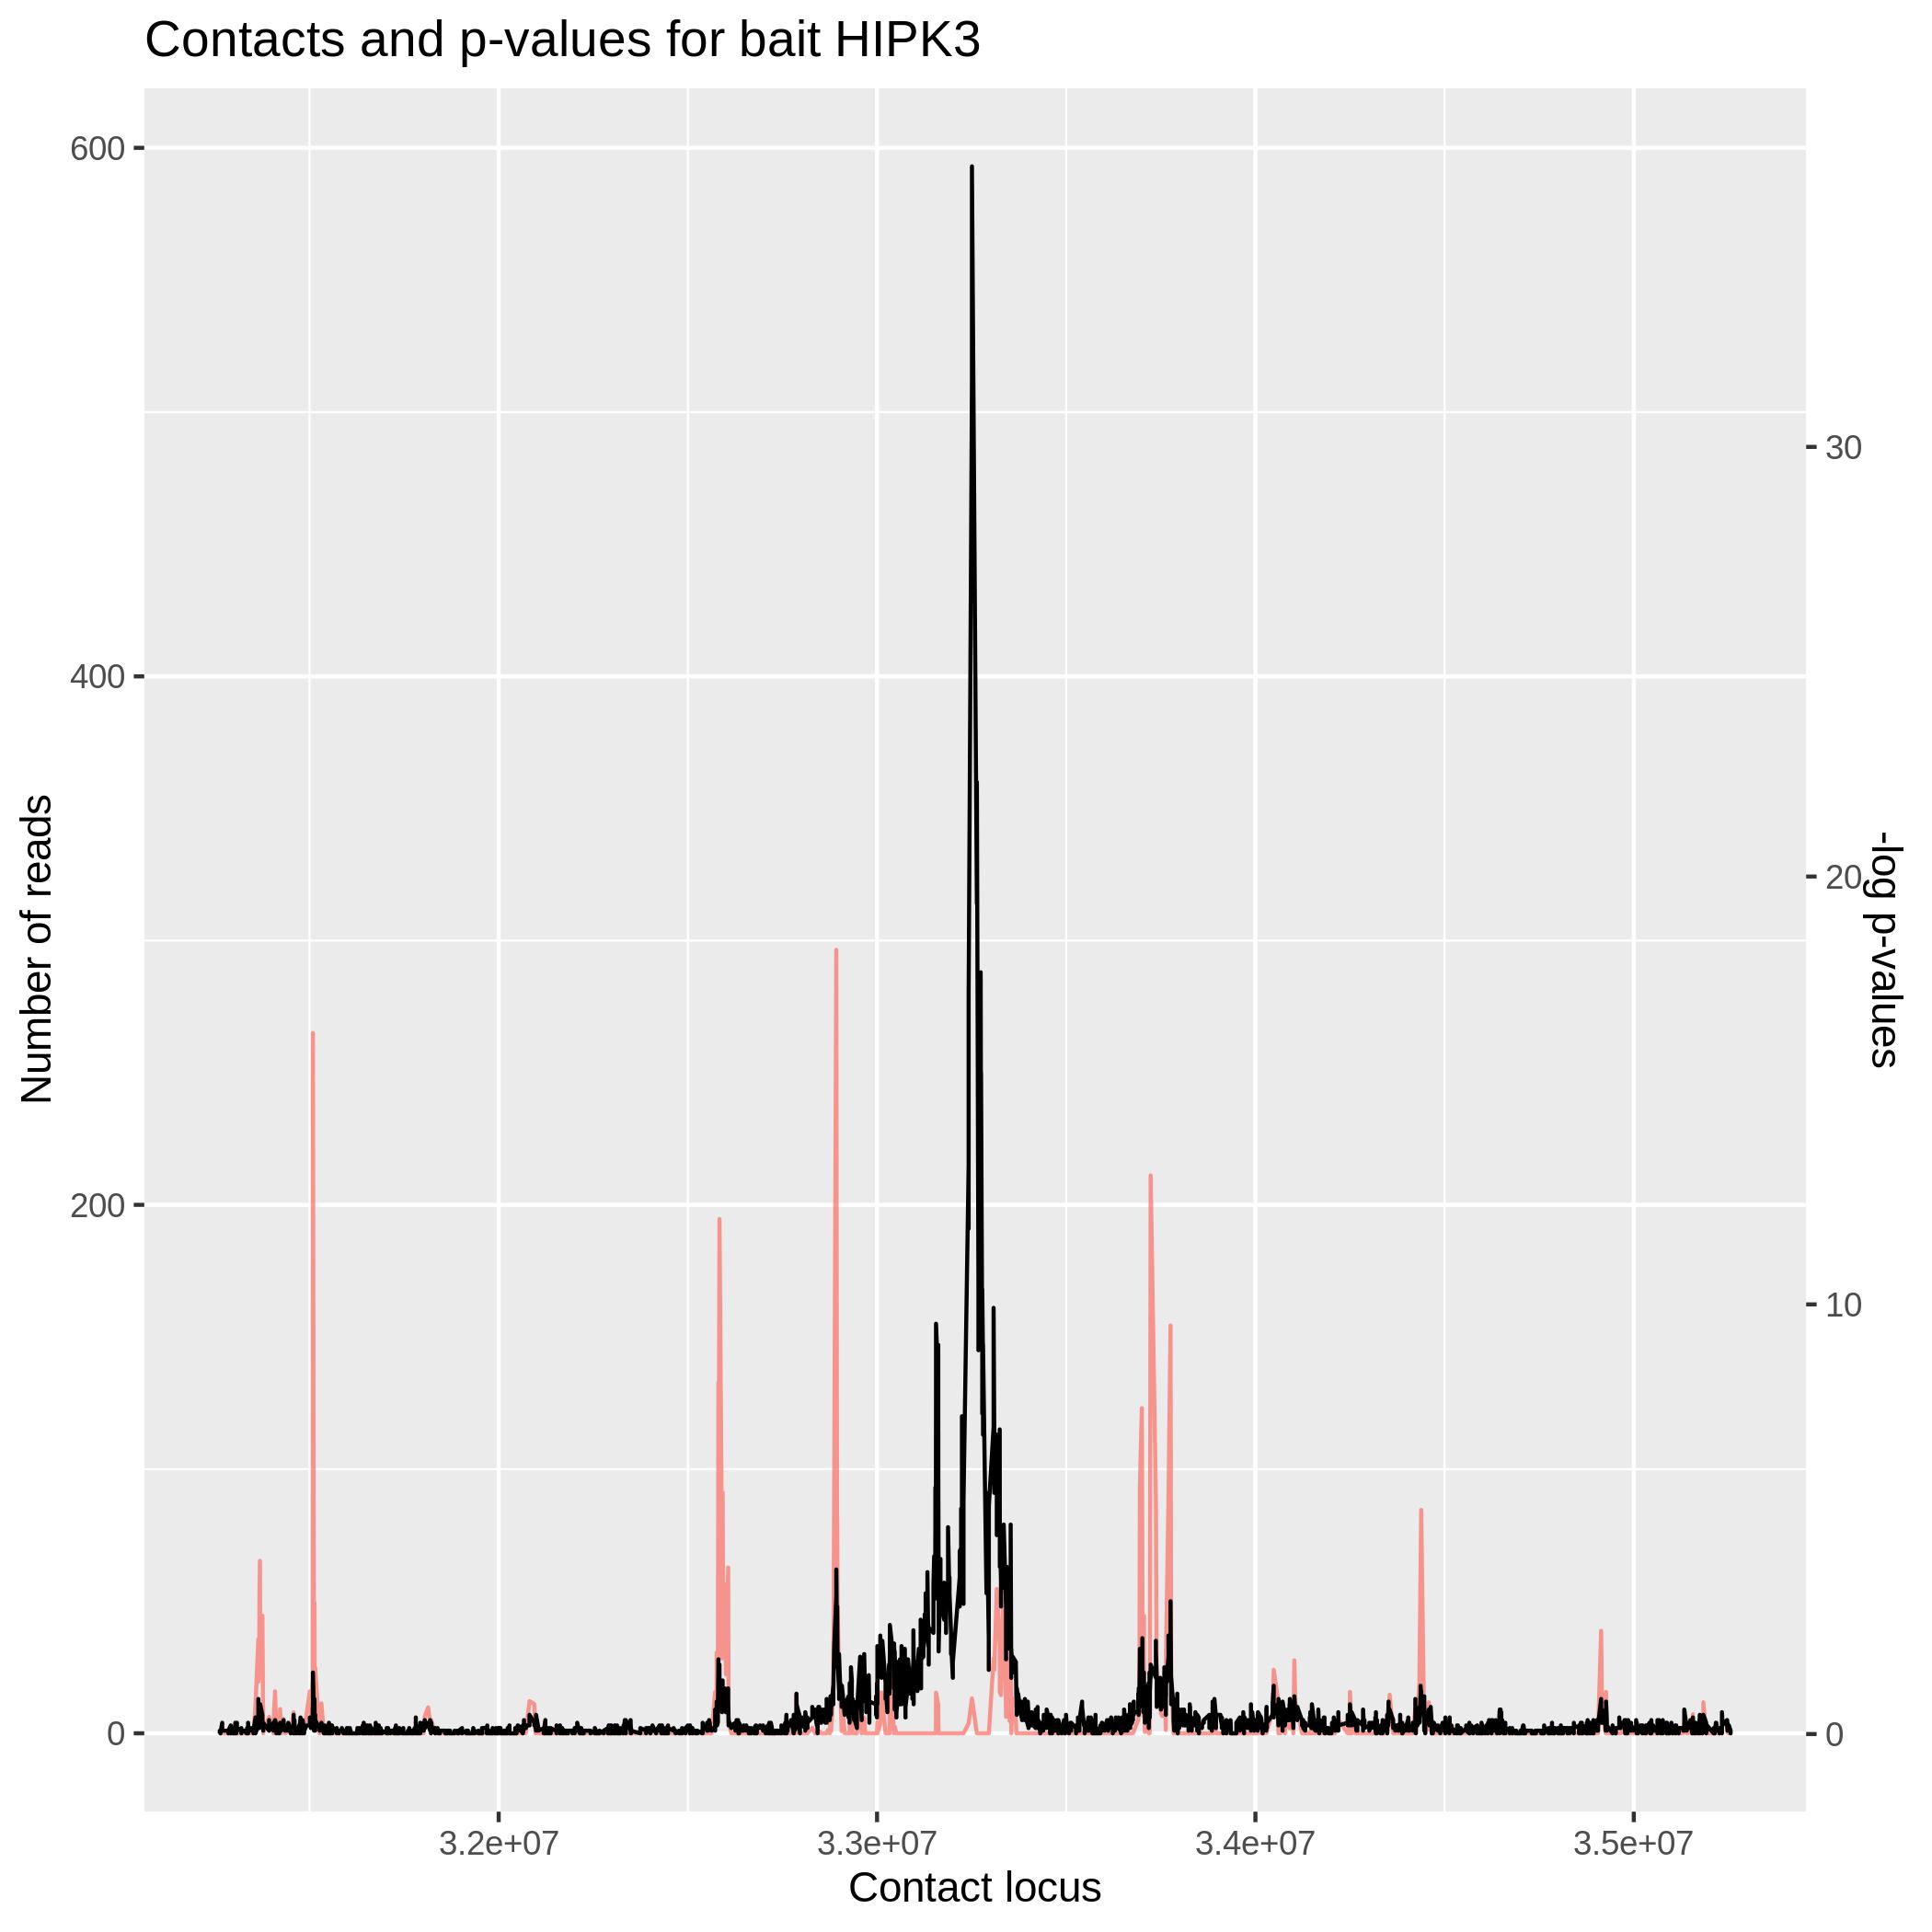 Contacts and p-values for bait HIPK3
Number of reads
600
400
200
0
30
20
10
0
-log p-values
3.2e+07
3.3e+07
3.4e+07
3.5e+07
Contact locus